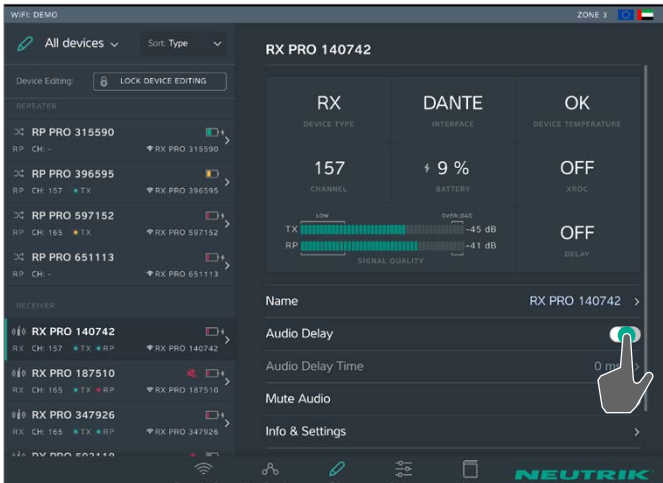 WIFI: DEMO
ZONE 3
All devices
Sort: Type
Device Editing:
LOCK DEVICE EDITING
REPEATER
RP PRO 315590
RP CH: - RX PRO 315590
RP PRO 396595
RP CH: 157 TX RX PRO 396595
RP PRO 597152
RP CH: 165 TX RX PRO 597152
RP PRO 651113
RP CH: - RX PRO 651113
RECEIVER
RX PRO 140742
RX CH: 157 TX RP RX PRO 140742
RX PRO 187510
RX CH: 165 TX RP RX PRO 187510
RX PRO 347926
RX CH: 165 TX RP RX PRO 347926
RX PRO 140742
RX DANTE OK
DEVICE TYPE INTERFACE DEVICE TEMPERATURE
157 9 % OFF
CHANNEL BATTERY XROC
LOW OVERLOAD
TX -45 dB
RP -41 dB
SIGNAL QUALITY
OFF
DELAY
Name RX PRO 140742
Audio Delay
Audio Delay Time 0
Mute Audio
Info & Settings
NEUTRIK